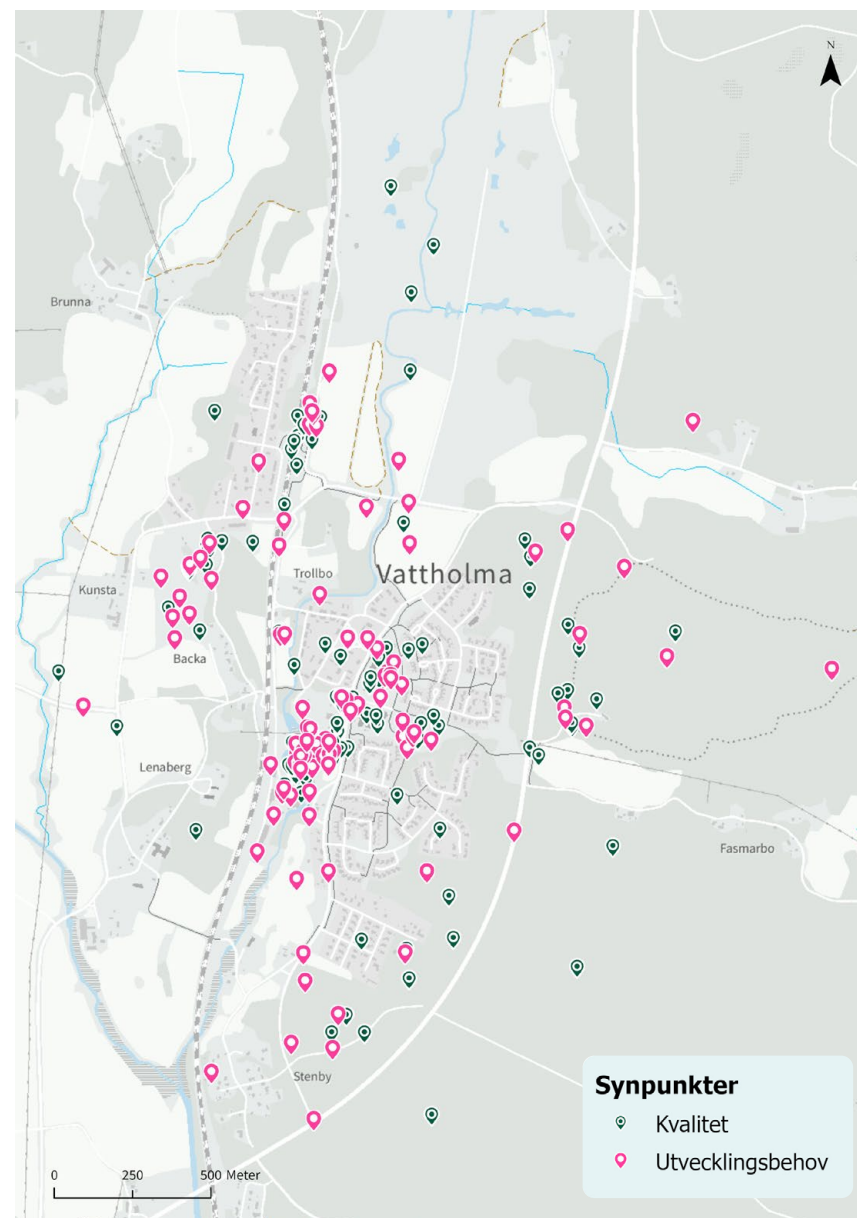 N
Brunna
Trollbo
Vattholma
Kunsta
Backa
Lenaberg
Fasmarbo
Stenby
Synpunkter
Kvalitet
Utvecklingsbehov
0 250 500 Meter